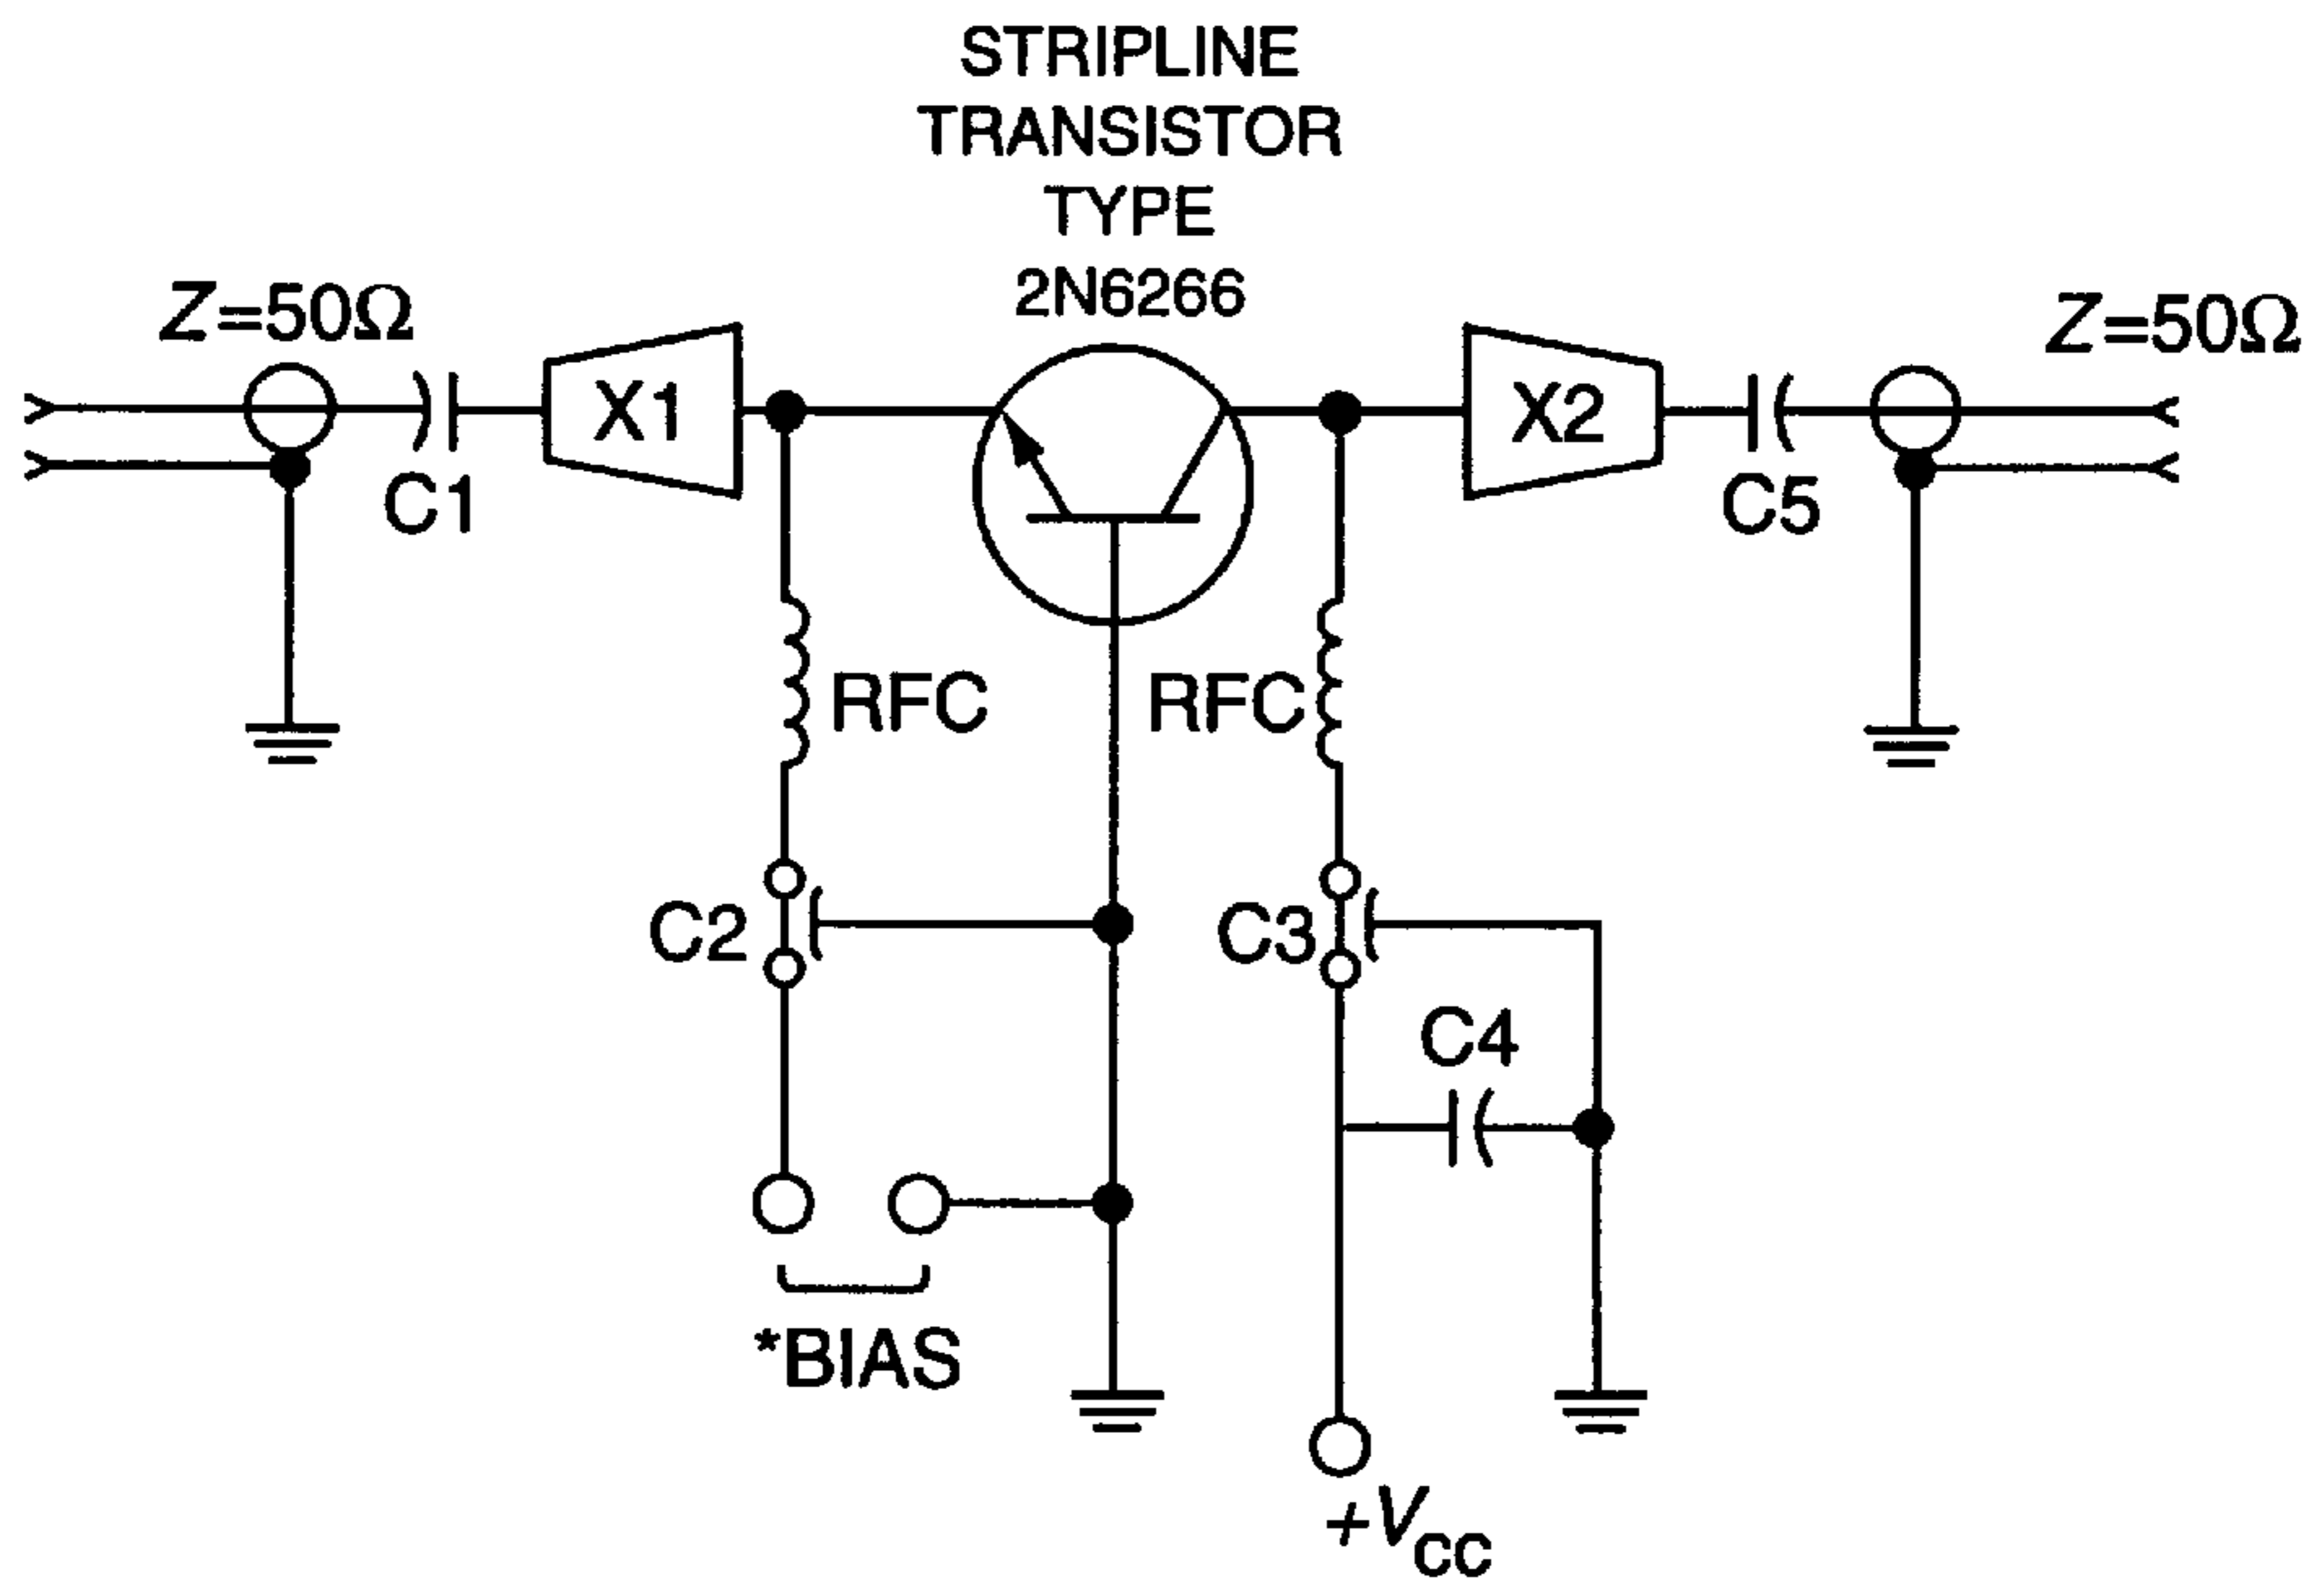 STRIPLINE
TRANSISTOR
TYPE
2N6266
Z=50Ω
Z=50Ω
X1
X2
C1
C5
RFC
RFC
C2
C3
C4
*BIAS
+VCC